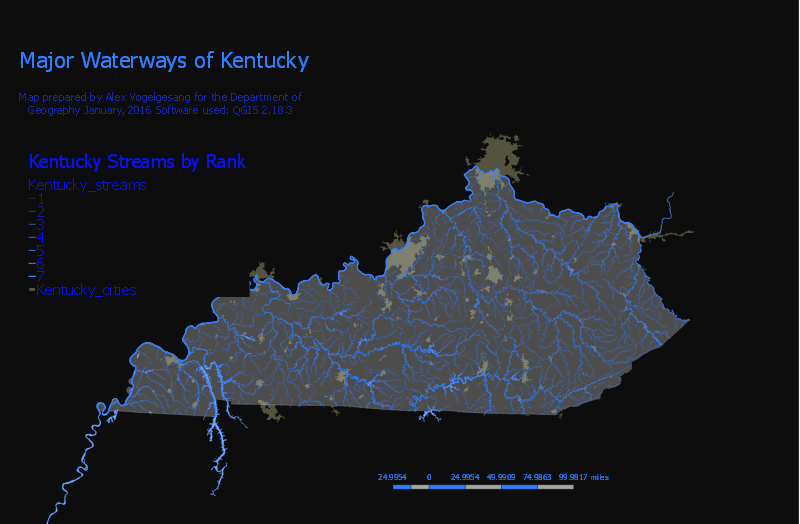 Major Waterways of Kentucky
Map prepared by Alex Vogelgesang for the Department of
Geography January, 2016 Software used: QGIS 2.18.3
Kentucky Streams by Rank
Kentucky_streams
1
2
3
4
5
6
7
Kentucky_cities
24.9954 0 24.9954 49.9909 74.9863 99.9817 miles